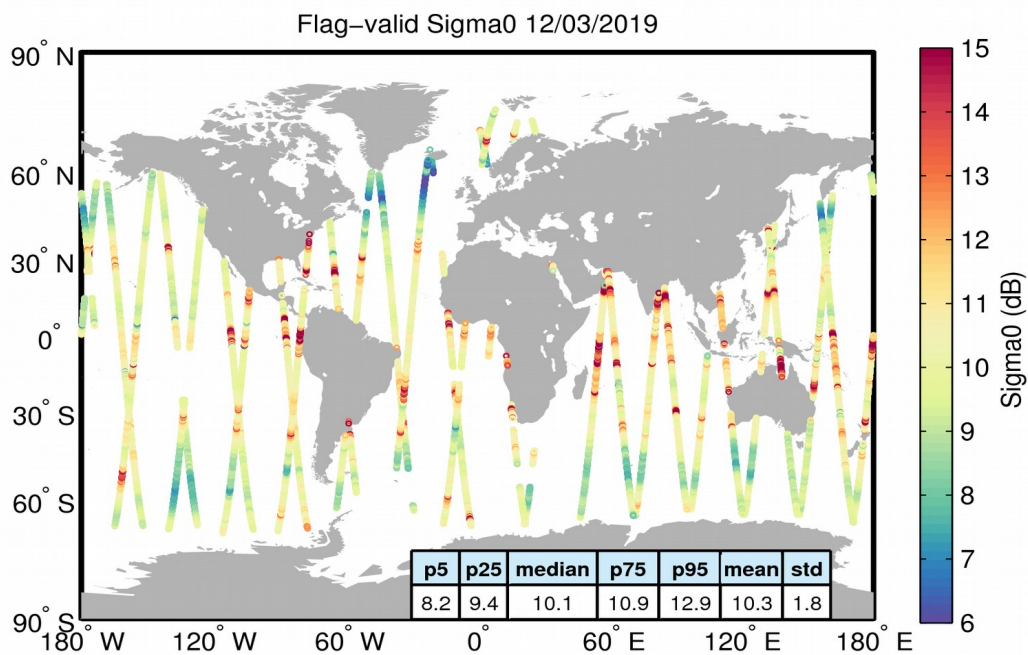 Flag−valid Sigma0 12/03/2019
90° N
60° N
30° N
0°
30° S
60° S
90° S
180° W
120° W
60° W
0°
60° E
120° E
180° E
15
14
13
12
11
10
9
8
7
6
Sigma0 (dB)
p5 p25 median p75 p95 mean std
8.2 9.4 10.1 10.9 12.9 10.3 1.8